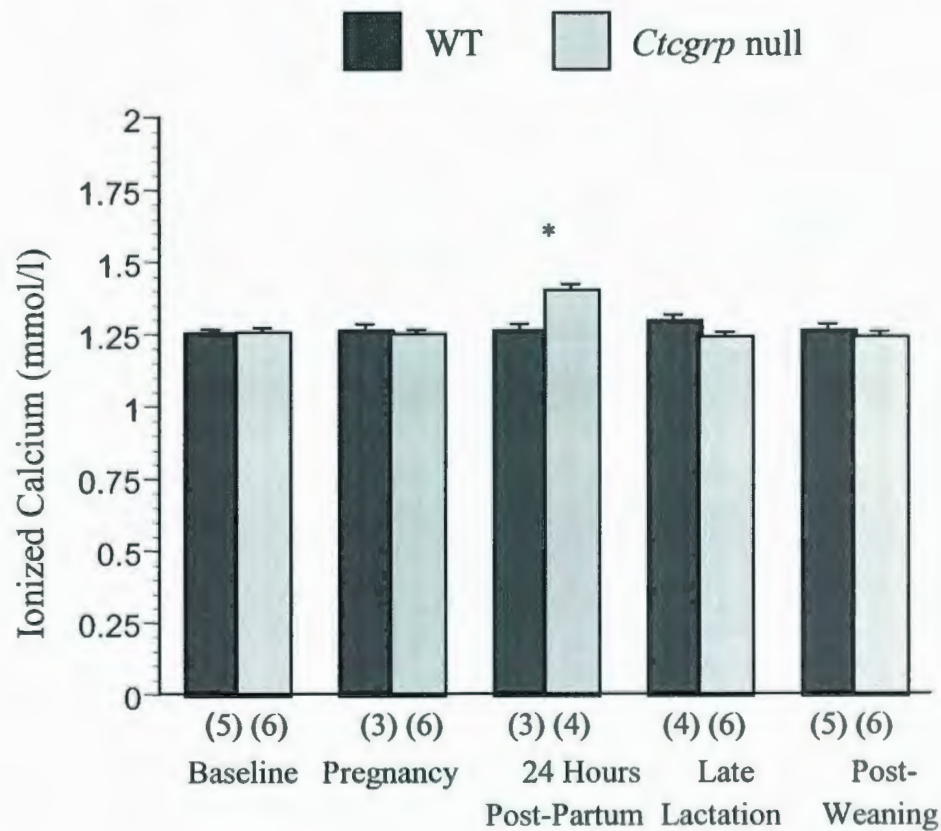 WT Ctcgrp null
2
1.75
*
1.5
1.25
1
0.75
0.5
0.25
0
Ionized Calcium (mmol/l)
(5) (6) (3) (6) (3) (4) (4) (6) (5) (6)
Baseline Pregnancy 24 Hours Late Post-
Post-Partum Lactation Weaning